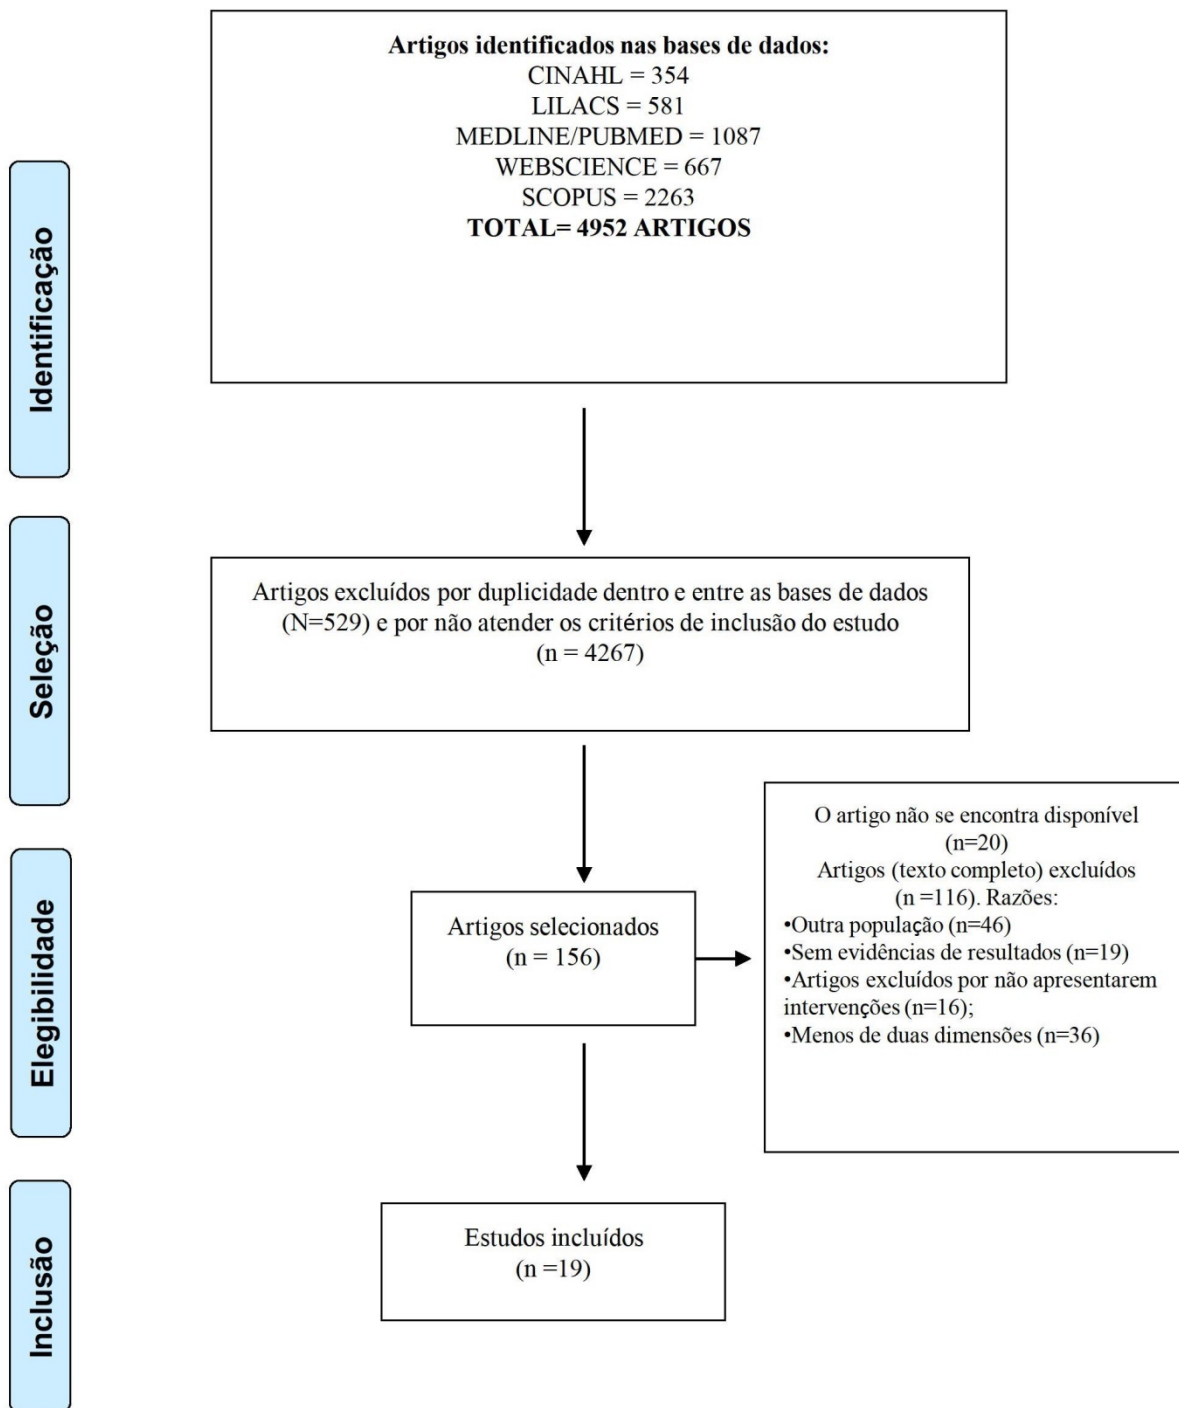 Identificação
Artigos identificados nas bases de dados:
CINAHL = 354
LILACS = 581
MEDLINE/PUBMED = 1087
WEBSCIENCE = 667
SCOPUS = 2263
TOTAL= 4952 ARTIGOS
Seleção
Artigos excluídos por duplicidade dentro e entre as bases de dados
(N=529) e por não atender os critérios de inclusão do estudo
(n = 4267)
Elegibilidade
Artigos selecionados
(n = 156)
O artigo não se encontra disponível
(n=20)
Artigos (texto completo) excluídos
(n =116). Razões:
•Outra população (n=46)
•Sem evidências de resultados (n=19)
•Artigos excluídos por não apresentarem
intervenções (n=16);
•Menos de duas dimensões (n=36)
Inclusão
Estudos incluídos
(n =19)